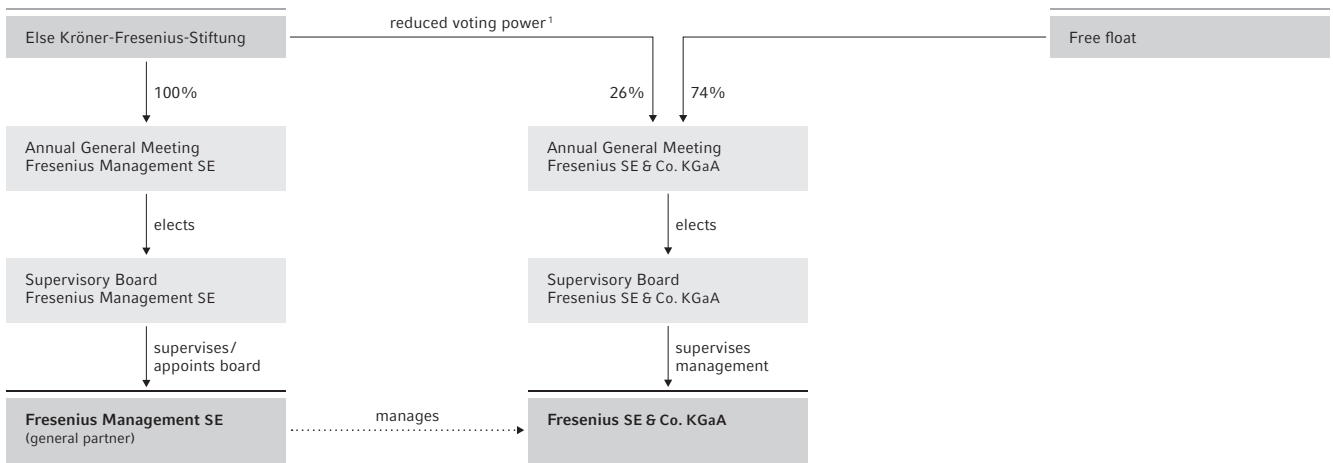 reduced voting power¹
Else Kröner-Fresenius-Stiftung
Free float
100%
26%
74%
Annual General Meeting
Fresenius Management SE
Annual General Meeting
Fresenius SE & Co. KGaA
elects
elects
Supervisory Board
Fresenius Management SE
Supervisory Board
Fresenius SE & Co. KGaA
supervises/
appoints board
supervises
management
Fresenius Management SE
(general partner)
manages
Fresenius SE & Co. KGaA